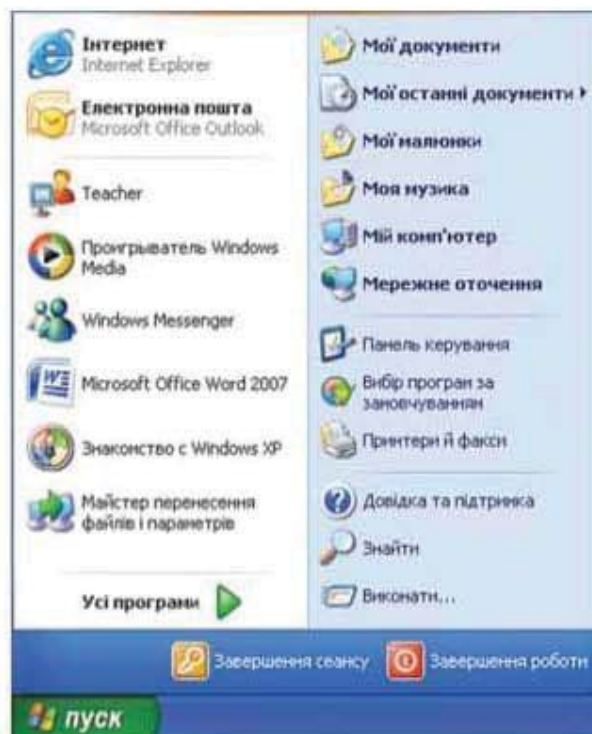 Інтернет
Internet Explorer
Електронна пошта
Microsoft Office Outlook
Teacher
Проигрыватель Windows
Media
Windows Messenger
Microsoft Office Word 2007
Знакомство с Windows XP
Майстер перенесення
файлів і параметрів
Усі програми
Мої документи
Мої останні документи
Мої малюнки
Моя музика
Мій комп'ютер
Мережне оточення
Панель керування
Вибір програм за
замовчуванням
Принтери й факси
Довідка та підтримка
Знайти
Виконати...
Завершення сеансу
Завершення роботи
пуск